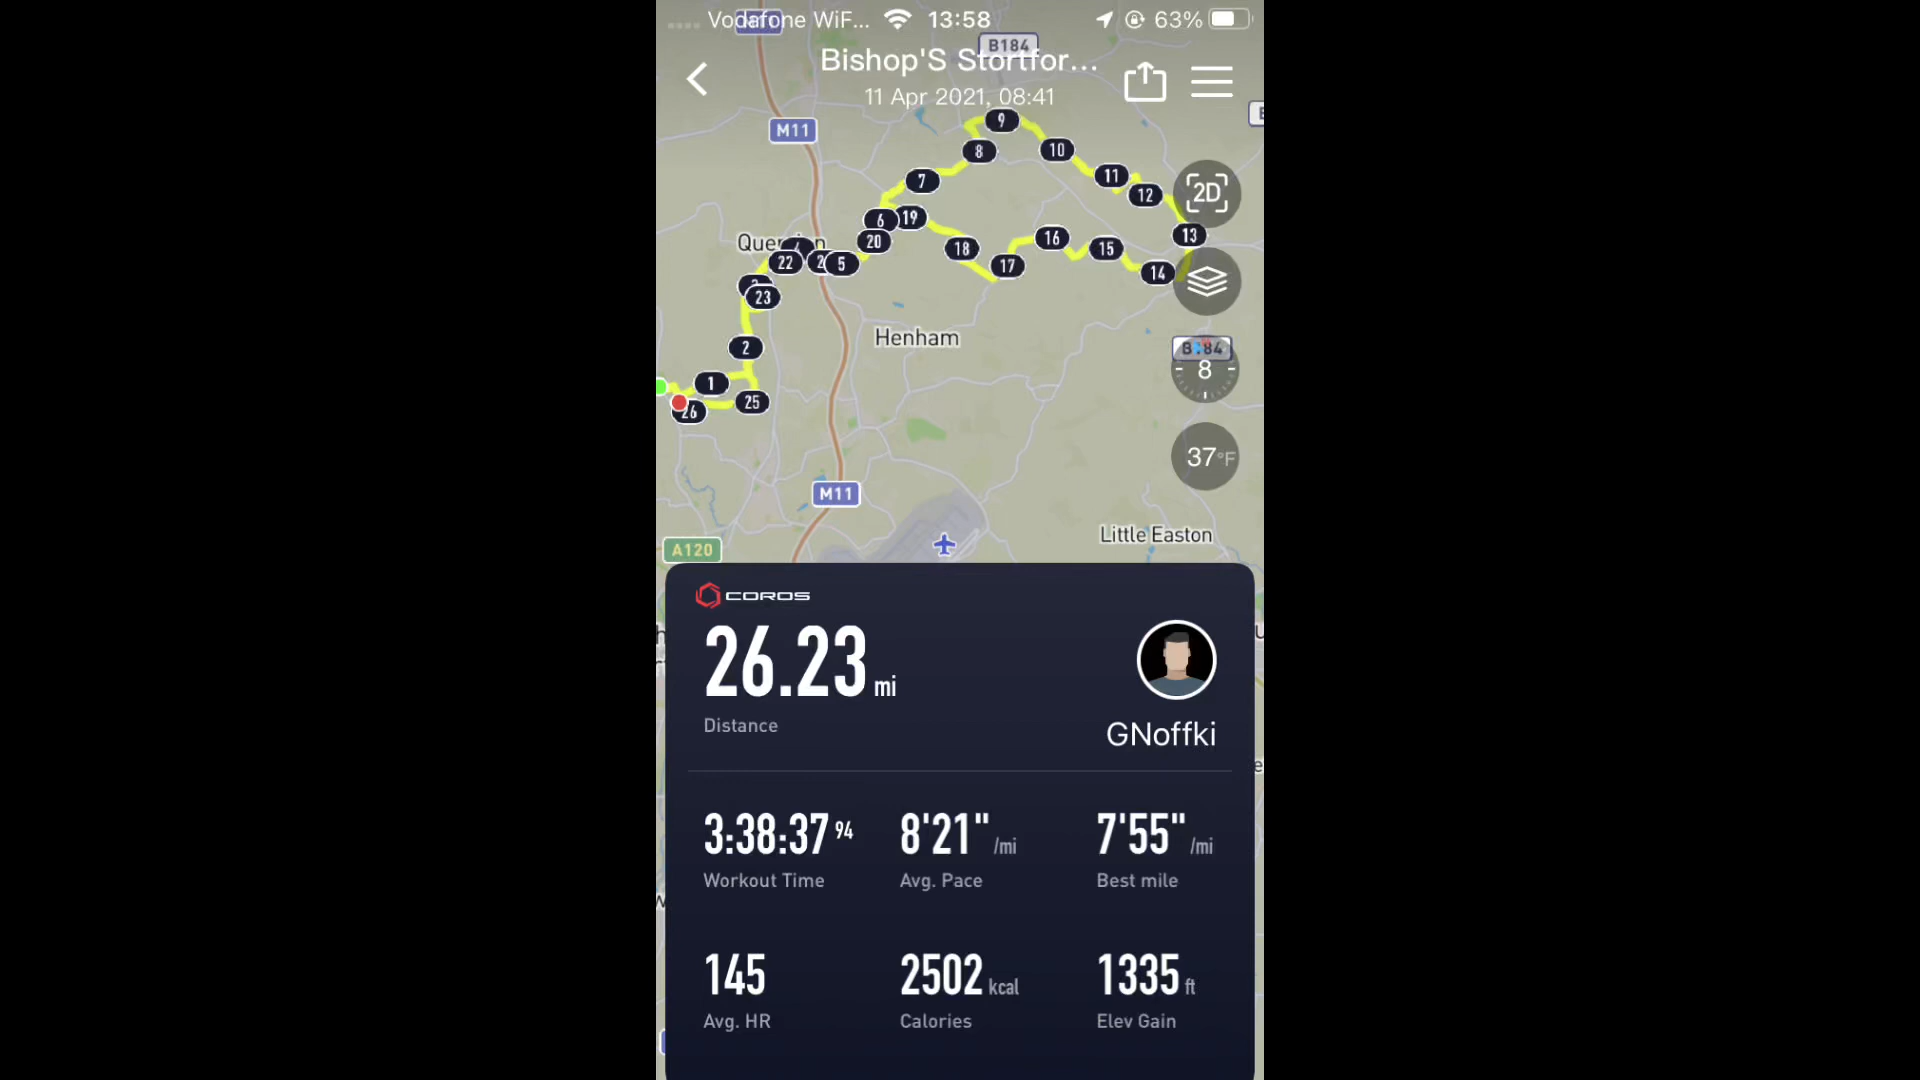 Vodafone WiF... 13:58 63%
B184
Bishop'S Stortfor...
11 Apr 2021, 08:41
M11
9
8
10
7
11
12
2D
6
19
13
20
16
18
15
22
5
17
14
23
Henham
2
B184
8
1
26
25
37°F
M11
Little Easton
A120
COROS
26.23 mi
Distance
GNoffki
3:38:37 94
8'21" /mi
7'55" /mi
Workout Time
Avg. Pace
Best mile
145
2502 kcal
1335 ft
Avg. HR
Calories
Elev Gain